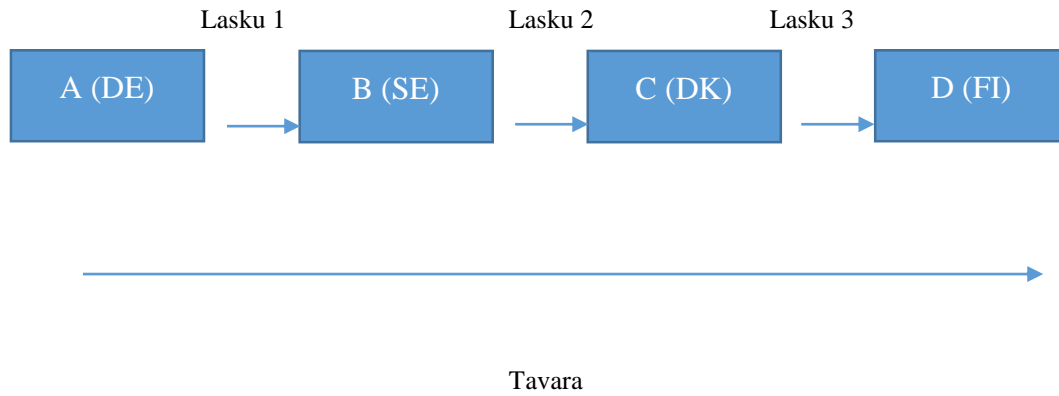 Lasku 1 Lasku 2 Lasku 3
A (DE) B (SE) C (DK) D (FI)
Tavara